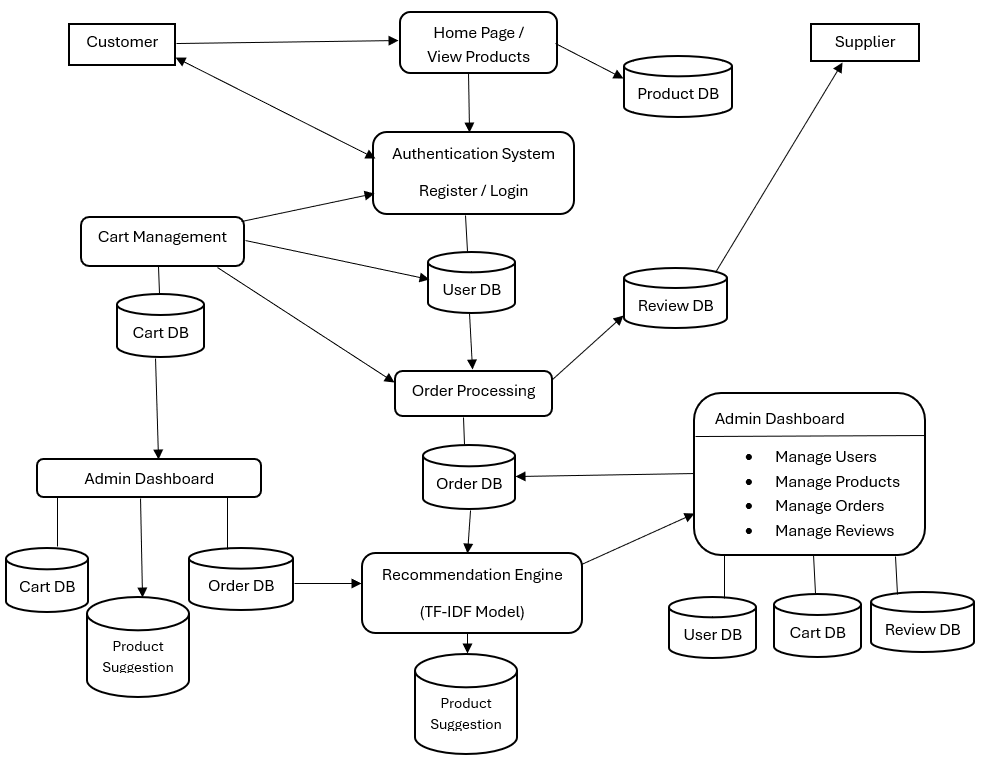 Customer
Home Page /
View Products
Supplier
Product DB
Authentication System
Register / Login
Cart Management
User DB
Review DB
Cart DB
Order Processing
Admin Dashboard
• Manage Users
• Manage Products
• Manage Orders
• Manage Reviews
Admin Dashboard
Order DB
Cart DB
Order DB
Recommendation Engine
(TF-IDF Model)
Product
Suggestion
User DB
Cart DB
Review DB
Product
Suggestion